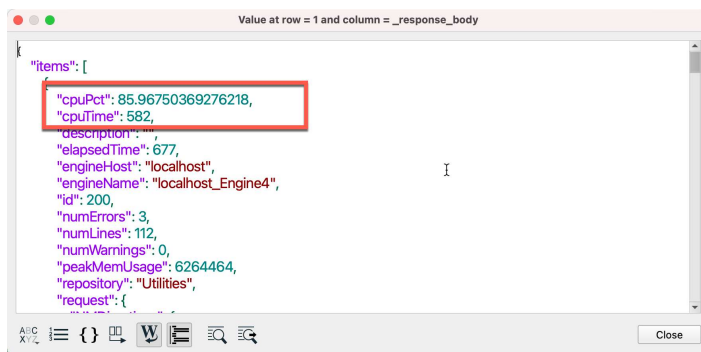 Value at row = 1 and column = _response_body
{
"items": [
{
"cpuPct": 85.96750369276218,
"cpuTime": 582,
"description": "",
"elapsedTime": 677,
"engineHost": "localhost",
"engineName": "localhost_Engine4",
"id": 200,
"numErrors": 3,
"numLines": 112,
"numWarnings": 0,
"peakMemUsage": 6264464,
"repository": "Utilities",
"request": {
Close